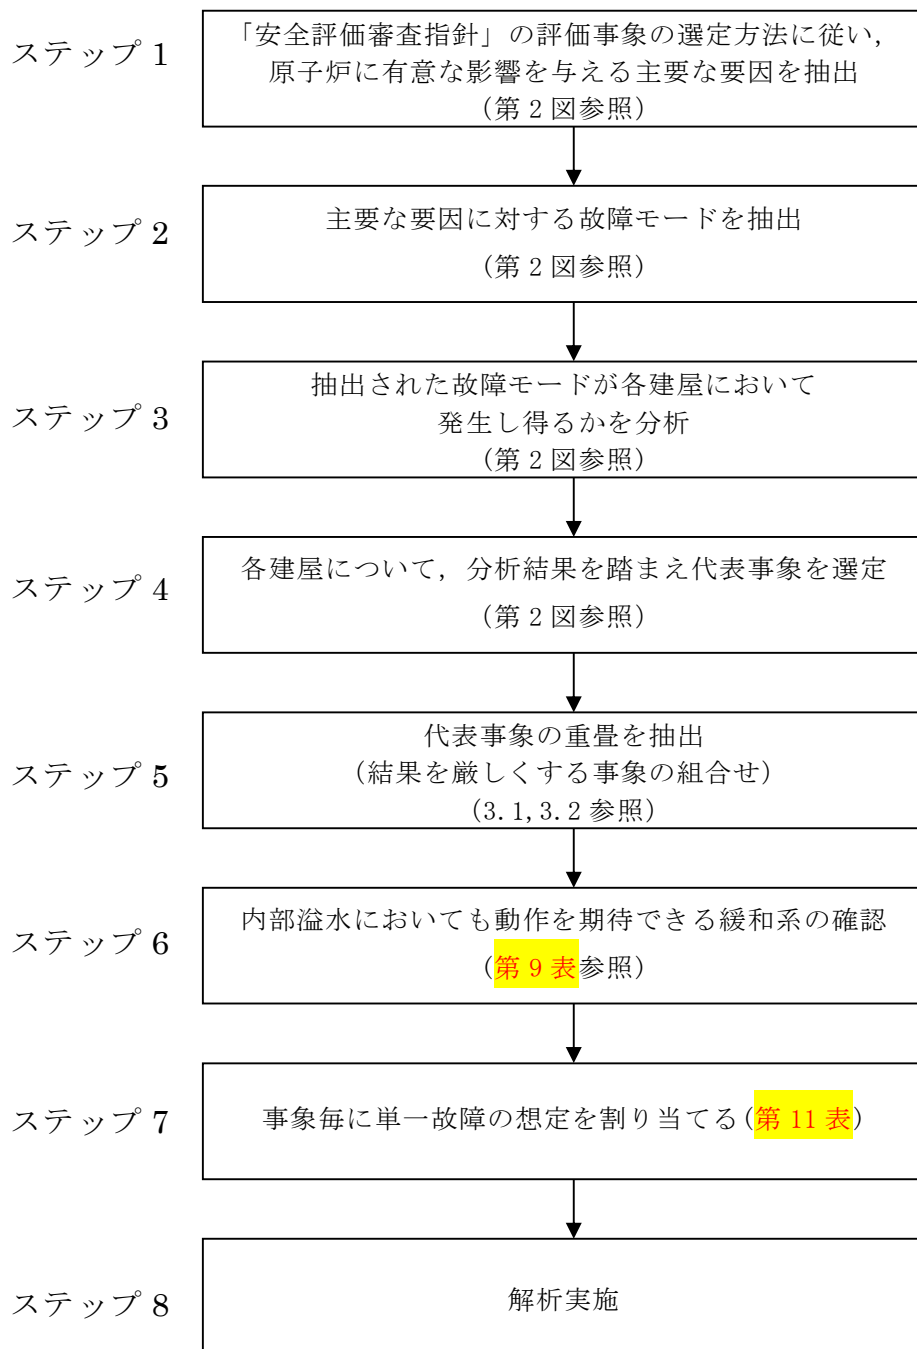 ステップ 1
「安全評価審査指針」の評価事象の選定方法に従い,
原子炉に有意な影響を与える主要な要因を抽出
(第 2 図参照)
ステップ 2
主要な要因に対する故障モードを抽出
(第 2 図参照)
ステップ 3
抽出された故障モードが各建屋において
発生し得るかを分析
(第 2 図参照)
ステップ 4
各建屋について, 分析結果を踏まえ代表事象を選定
(第 2 図参照)
ステップ 5
代表事象の重畳を抽出
(結果を厳しくする事象の組合せ)
(3.1,3.2 参照)
ステップ 6
内部溢水においても動作を期待できる緩和系の確認
(第 9 表参照)
ステップ 7
事象毎に単一故障の想定を割り当てる(第 11 表)
ステップ 8
解析実施